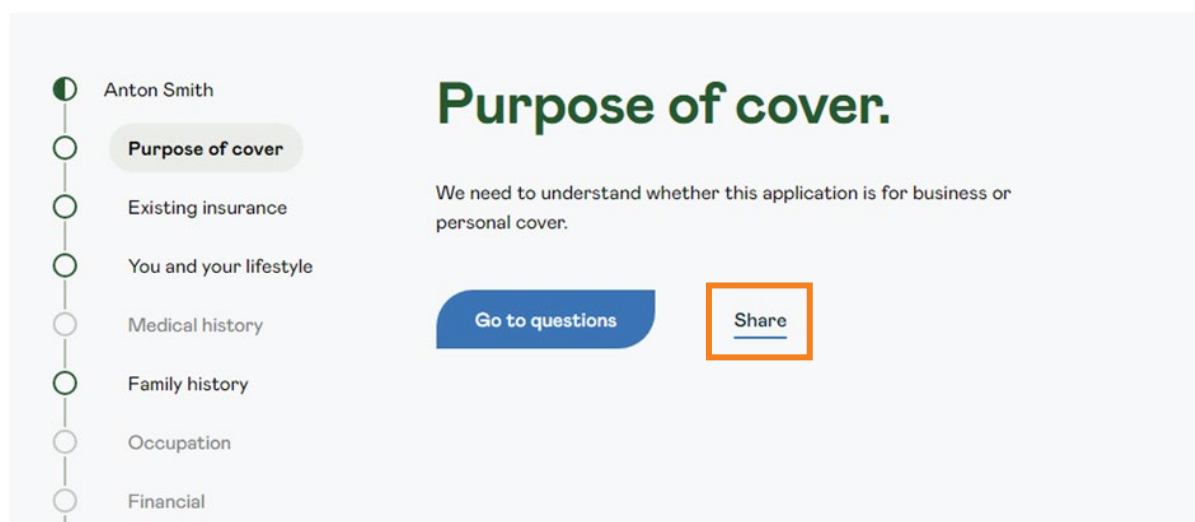 Anton Smith
Purpose of cover
Existing insurance
You and your lifestyle
Medical history
Family history
Occupation
Financial
Purpose of cover.
We need to understand whether this application is for business or
personal cover.
Go to questions
Share